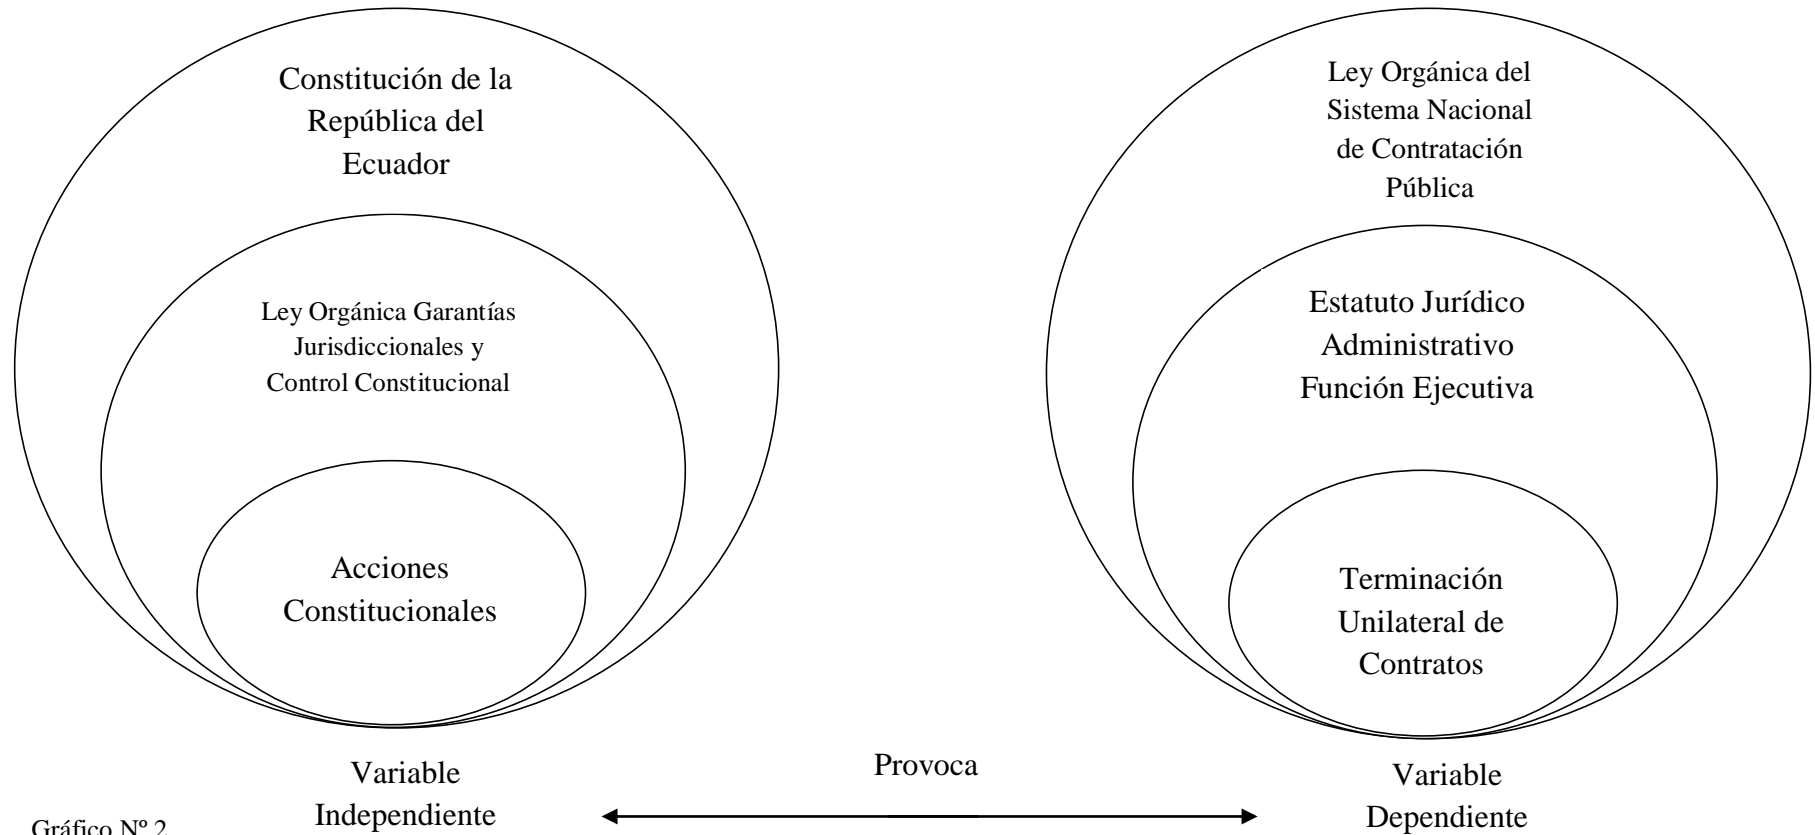 Constitución de la
República del
Ecuador
Ley Orgánica Garantías
Jurisdiccionales y
Control Constitucional
Acciones
Constitucionales
Variable
Independiente
Ley Orgánica del
Sistema Nacional
de Contratación
Pública
Estatuto Jurídico
Administrativo
Función Ejecutiva
Terminación
Unilateral de
Contratos
Variable
Dependiente
Provoca
Gráfico Nº 2